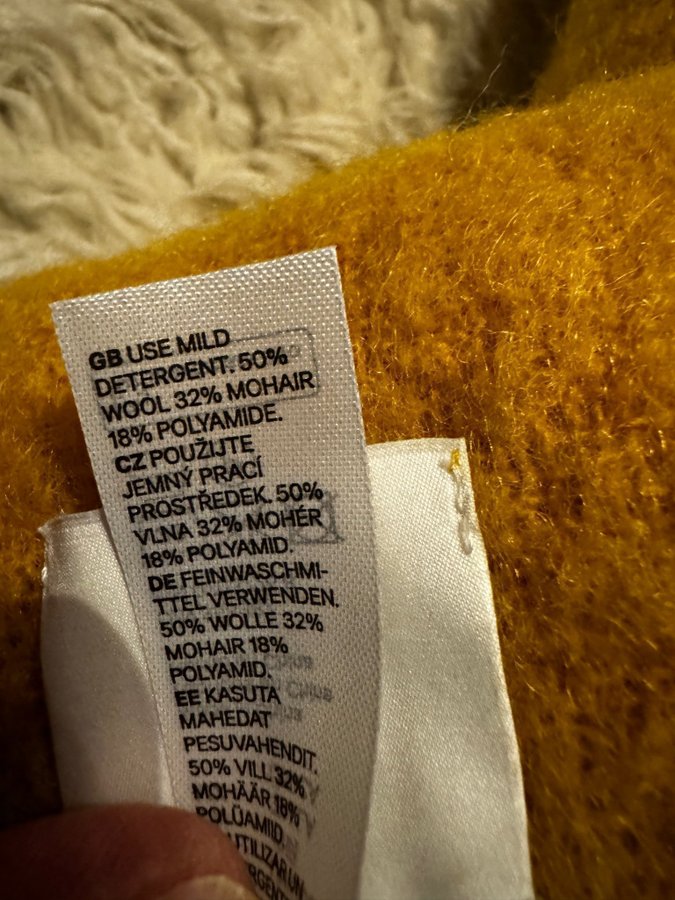 GB USE MILD
DETERGENT. 50%
WOOL 32% MOHAIR
18% POLYAMIDE.
CZ POUŽIJTE
JEMNÝ PRACÍ
PROSTŘEDEK. 50%
VLNA 32% MOHÉR
18% POLYAMID.
DE FEINWASCHMI-
TTEL VERWENDEN.
50% WOLLE 32%
MOHAIR 18%
POLYAMID.
EE KASUTA
MAHEDAT
PESUVAHENDIT.
50% VILL 32%
MOHÄÄR 18%
POLÜAMIID.
UTILIZAR UN